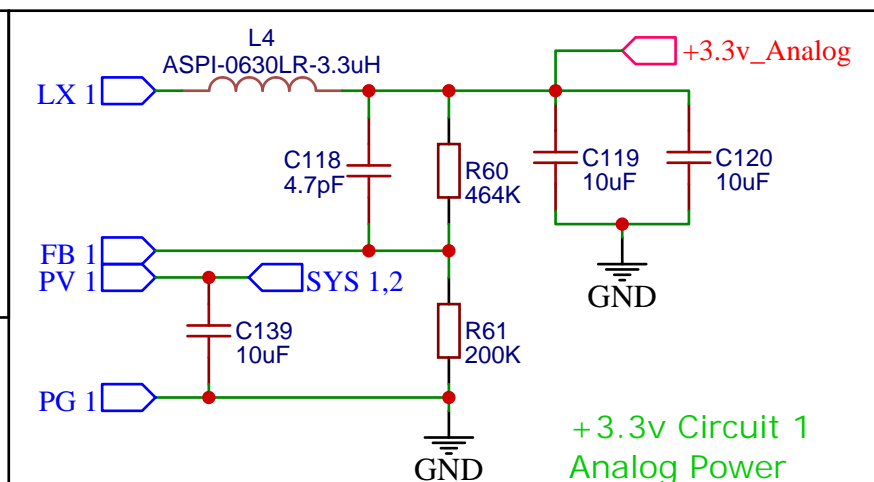 L4
ASPI-0630LR-3.3uH
+3.3v_Analog
LX 1
C118
4.7pF
R60
464K
C119
10uF
C120
10uF
FB 1
PV 1
SYS 1,2
GND
C139
10uF
R61
200K
PG 1
+3.3v Circuit 1
Analog Power
GND